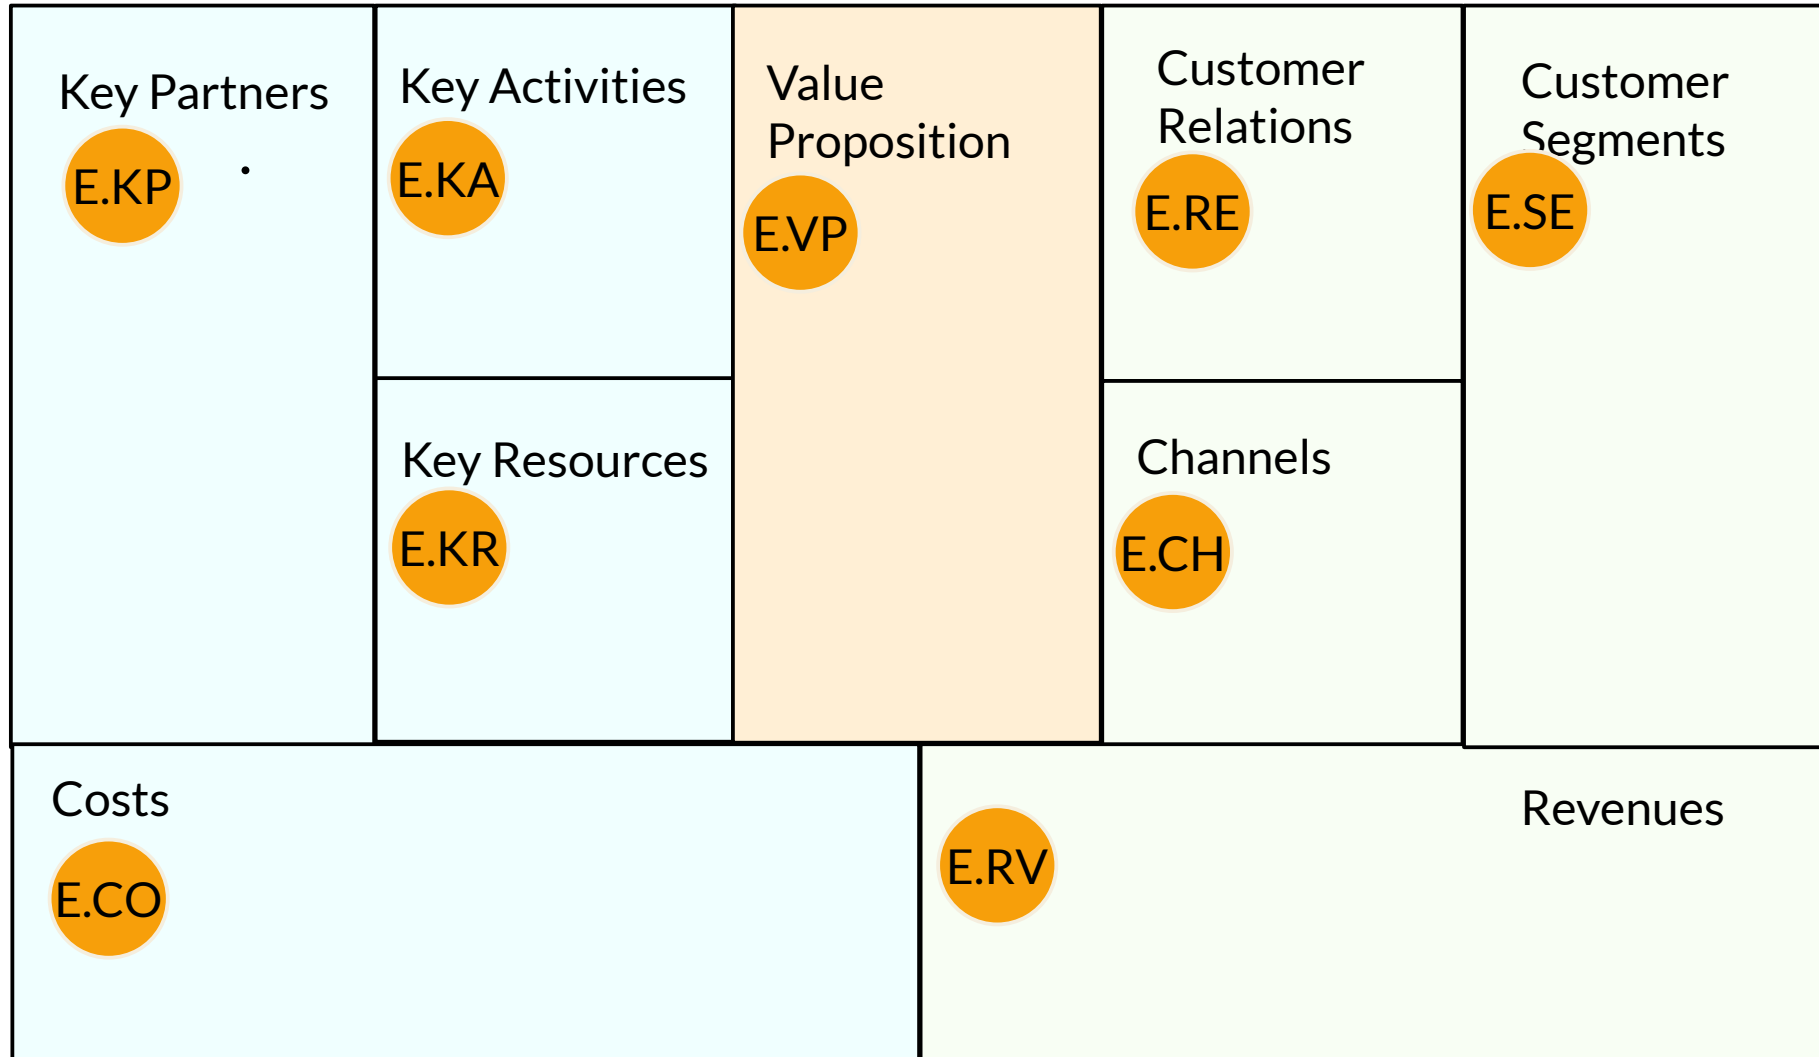 Key Partners
E.KP
.
Key Activities
E.KA
Key Resources
E.KR
Value
Proposition
E.VP
Customer
Relations
E.RE
Channels
E.CH
Customer
Segments
E.SE
Costs
E.CO
Revenues
E.RV